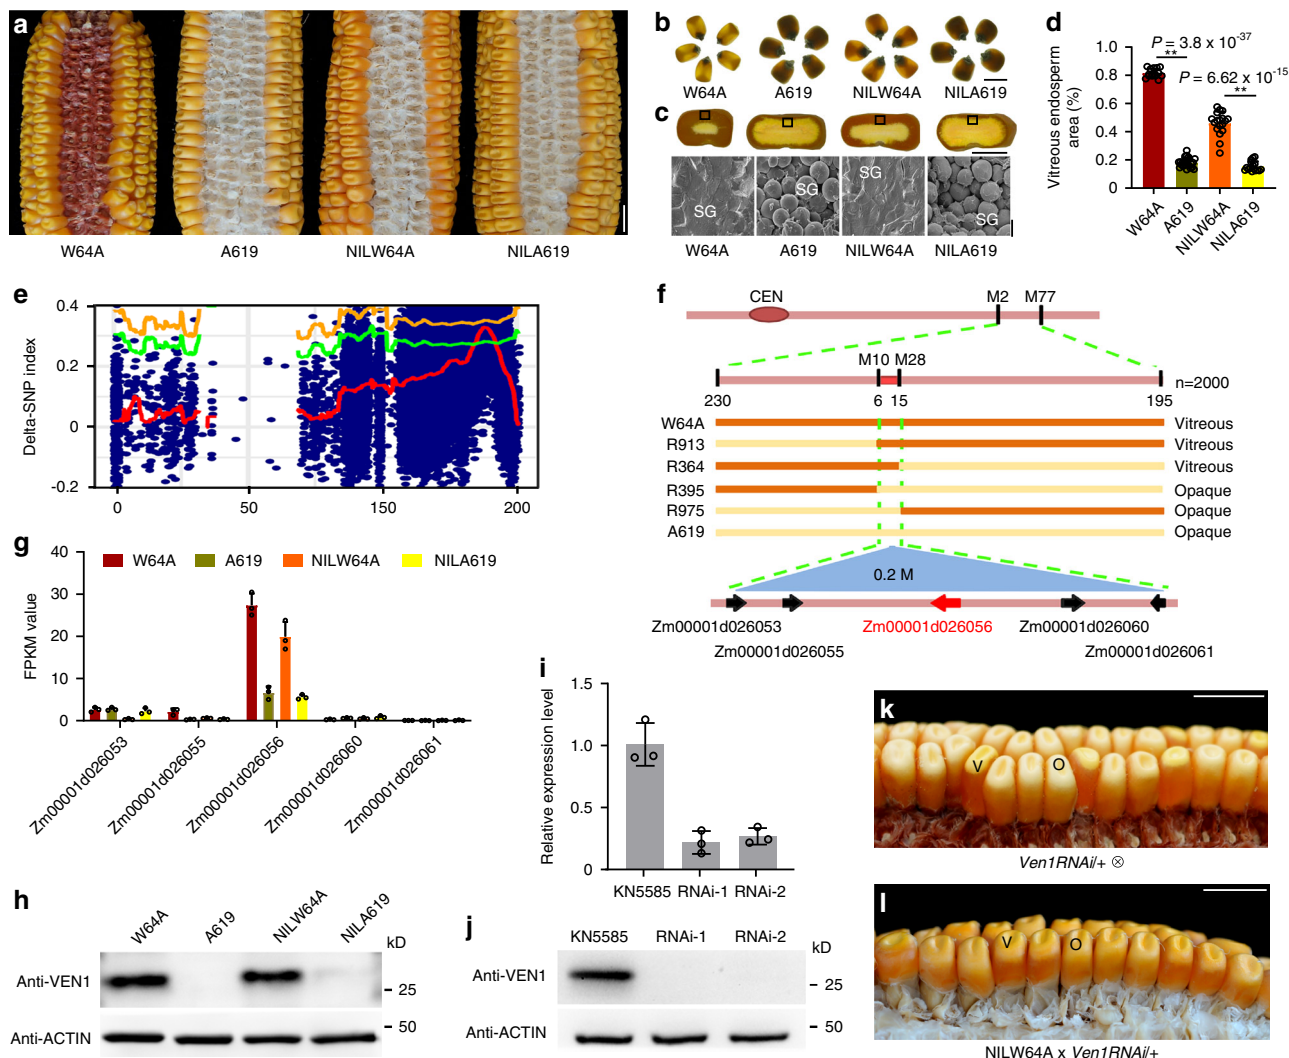 a
W64A A619 NILW64A NILA619
b
W64A A619 NILW64A NILA619
c
SG SG SG SG
W64A A619 NILW64A NILA619
d
P = 3.8 x 10-37
**
P = 6.62 x 10-15
**
Vitreous endosperm area (%)
1.0
0.8
0.6
0.4
0.2
0
W64A A619 NILW64A NILA619
e
Delta-SNP index
0.4
0.2
0
-0.2
0 50 150 200
f
CEN M2 M77
M10 M28
n=2000
230 6 15 195
W64A Vitreous
R913 Vitreous
R364 Vitreous
R395 Opaque
R975 Opaque
A619 Opaque
0.2 M
Zm00001d026053 Zm00001d026056 Zm00001d026060
Zm00001d026055 Zm00001d026061
g
W64A A619 NILW64A NILA619
FPKM value
40
30
20
10
0
Zm00001d026053 Zm00001d026055 Zm00001d026056 Zm00001d026060 Zm00001d026061
h
W64A A619 NILW64A NILA619
kD
Anti-VEN1
25
50
Anti-ACTIN
i
Relative expression level
1.5
1.0
0.5
0
KN5585 RNAi-1 RNAi-2
j
KN5585 RNAi-1 RNAi-2
kD
Anti-VEN1
25
50
Anti-ACTIN
k
V O
Ven1RNAi/+ ⊗
l
V O
NILW64A x Ven1RNAi/+